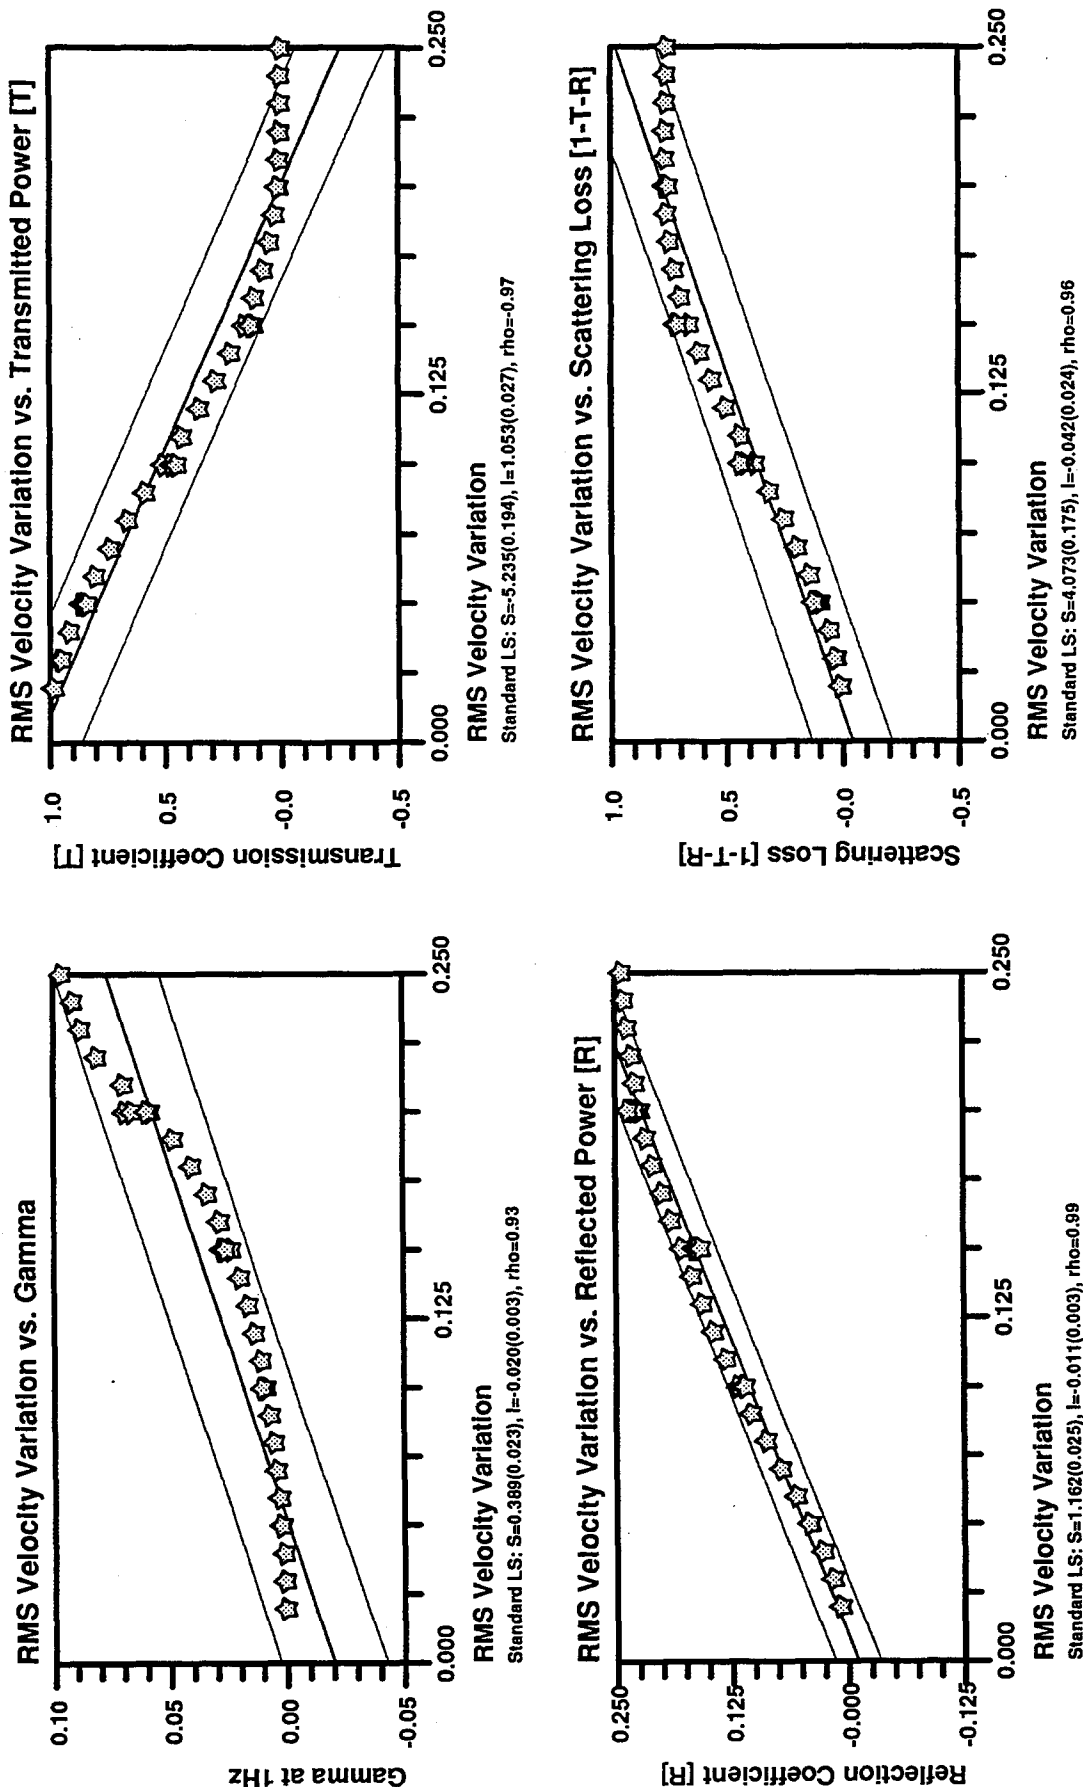 RMS Velocity Variation vs. Gamma
Gamma at 1Hz
0.10
0.05
0.00
-0.05
0.000
0.125
0.250
RMS Velocity Variation
Standard LS: S=0.389(0.023), I=-0.020(0.003), rho=0.93
RMS Velocity Variation vs. Transmitted Power [T]
Transmission Coefficient [T]
1.0
0.5
-0.0
-0.5
0.000
0.125
0.250
RMS Velocity Variation
Standard LS: S=-5.235(0.194), I=1.053(0.027), rho=-0.97
RMS Velocity Variation vs. Reflected Power [R]
Reflection Coefficient [R]
0.250
0.125
-0.000
-0.125
0.000
0.125
0.250
RMS Velocity Variation
Standard LS: S=1.162(0.025), I=-0.011(0.003), rho=0.99
RMS Velocity Variation vs. Scattering Loss [1-T-R]
Scattering Loss [1-T-R]
1.0
0.5
-0.0
-0.5
0.000
0.125
0.250
RMS Velocity Variation
Standard LS: S=4.073(0.175), I=-0.042(0.024), rho=0.96